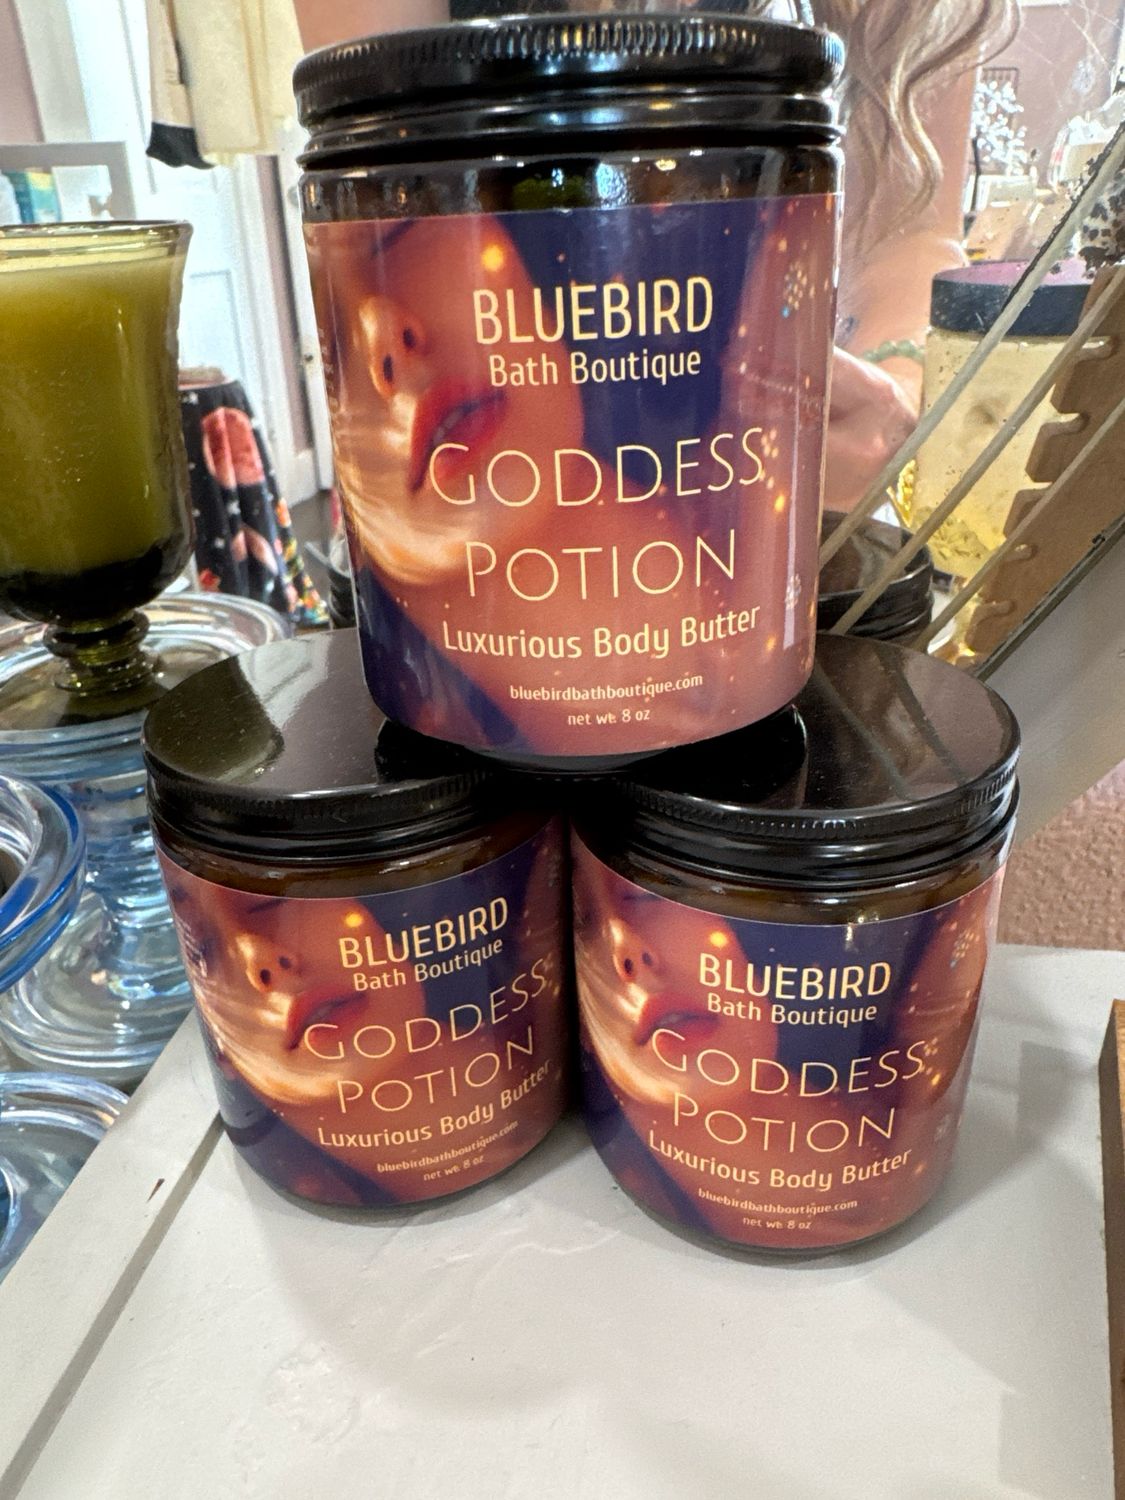 BLUEBIRD
Bath Boutique
GODDESS
POTION
Luxurious Body Butter
bluebirdbathboutique.com
net wt. 8 oz
BLUEBIRD
Bath Boutique
GODDESS
POTION
Luxurious Body Butter
bluebirdbathboutique.com
net wt. 8 oz
BLUEBIRD
Bath Boutique
GODDESS
POTION
Luxurious Body Butter
bluebirdbathboutique.com
net wt. 8 oz